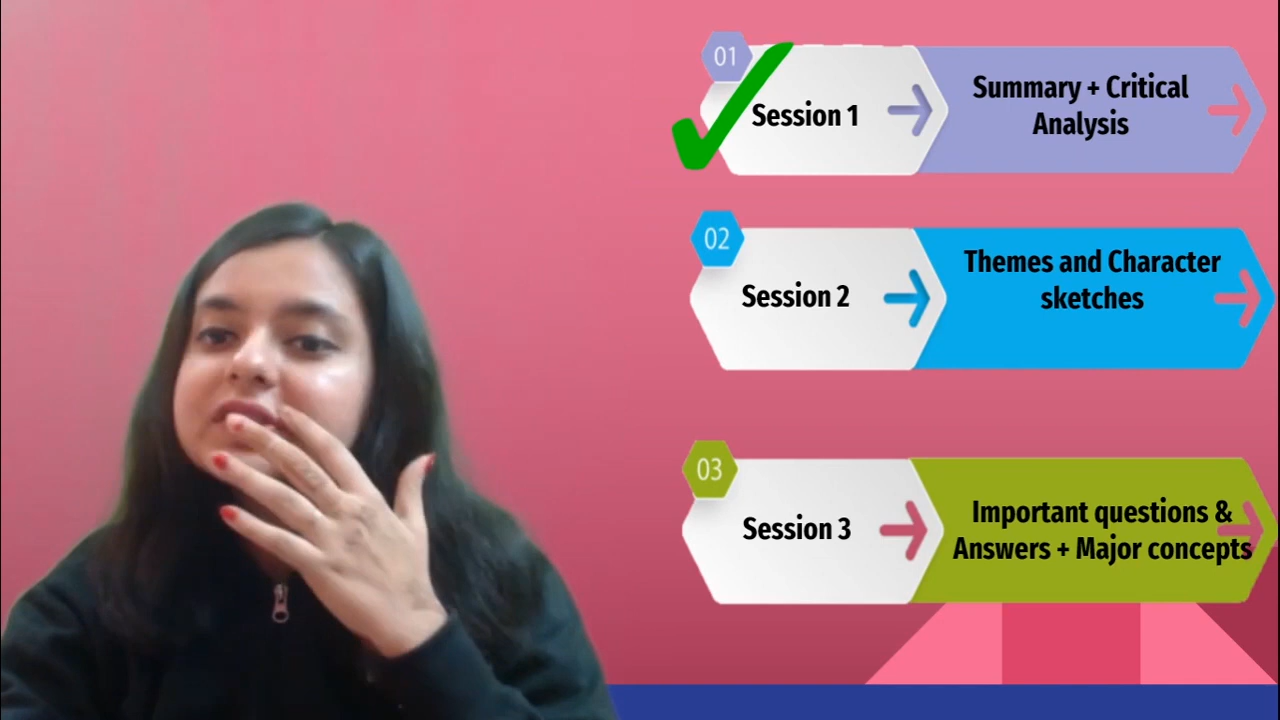 01
Session 1
Summary + Critical
Analysis
02
Session 2
Themes and Character
sketches
03
Session 3
Important questions &
Answers + Major concepts